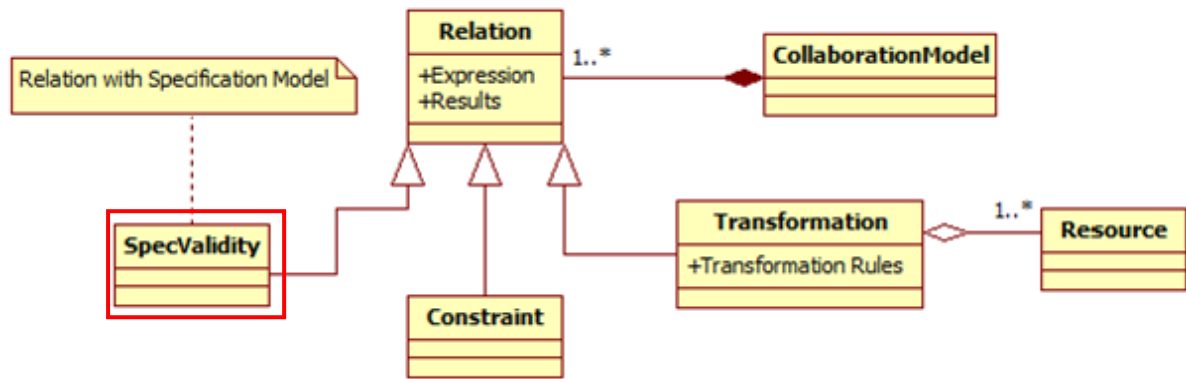 Relation
+Expression
+Results
1..*
CollaborationModel
Relation with Specification Model
SpecValidity
Constraint
Transformation
+Transformation Rules
1..*
Resource